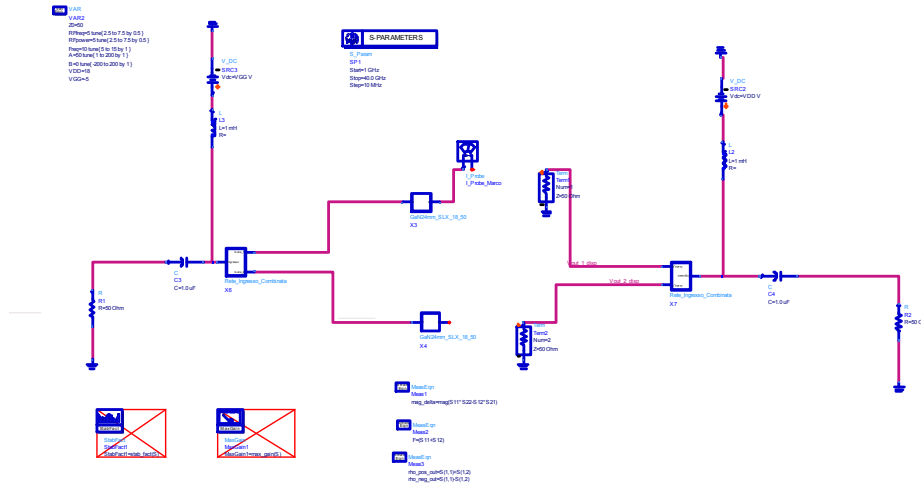 VAR
VAR2
Z0=50
RFfreq=5 tune{ 2.5 to 7.5 by 0.5 }
RFpower=5 tune{ 2.5 to 7.5 by 0.5 }
Freq=10 tune{ 5 to 15 by 1 }
A=50 tune{ 1 to 200 by 1 }
B=0 tune{ -200 to 200 by 1 }
VDD=18
VGG=-5
S-PARAMETERS
S_Param
SP1
Start=1 GHz
Stop=40.0 GHz
Step=10 MHz
V_DC
SRC3
Vdc=VGG V
L
L3
L=1 mH
R=
V_DC
SRC2
Vdc=VDD V
L
L2
L=1 mH
R=
I_Probe
I_Probe_Marco
Term
Term1
Num=1
Z=50 Ohm
GaN24mm_SLX_18_50
X3
C
C3
C=1.0 uF
Rete_Ingresso_Combinata
X6
Vout_1_disp
Vout_2_disp
Rete_Ingresso_Combinata
X7
C
C4
C=1.0 uF
R
R1
R=50 Ohm
GaN24mm_SLX_18_50
X4
Term
Term2
Num=2
Z=50 Ohm
R
R2
R=50 O
MeasEqn
Meas1
mag_delta=mag(S11*S22-S12*S21)
StabFact
StabFact1
StabFact1=stab_fact(S)
MaxGain
MaxGain1
MaxGain1=max_gain(S)
MeasEqn
Meas2
F=(S11+S12)
MeasEqn
Meas3
rho_pos_out=S(1,1)+S(1,2)
rho_neg_out=S(1,1)-S(1,2)